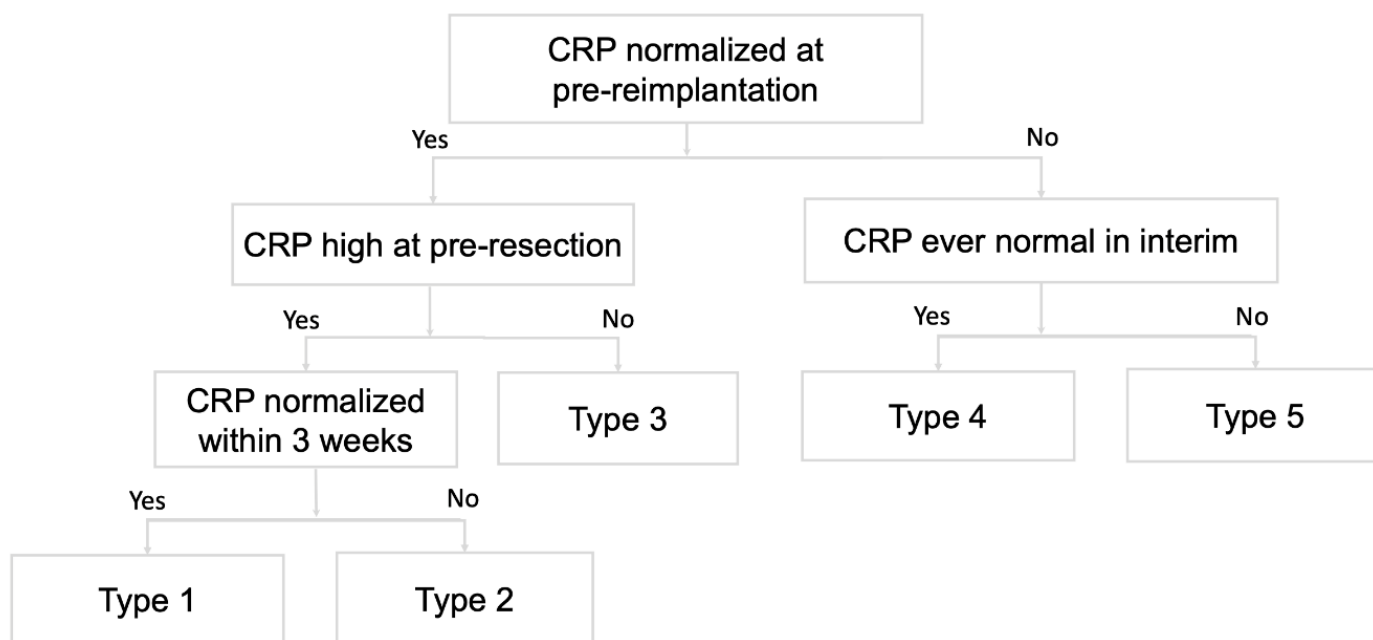 CRP normalized at
pre-reimplantation
Yes
No
CRP high at pre-resection
CRP ever normal in interim
Yes
No
Yes
No
CRP normalized
within 3 weeks
Type 3
Type 4
Type 5
Yes
No
Type 1
Type 2